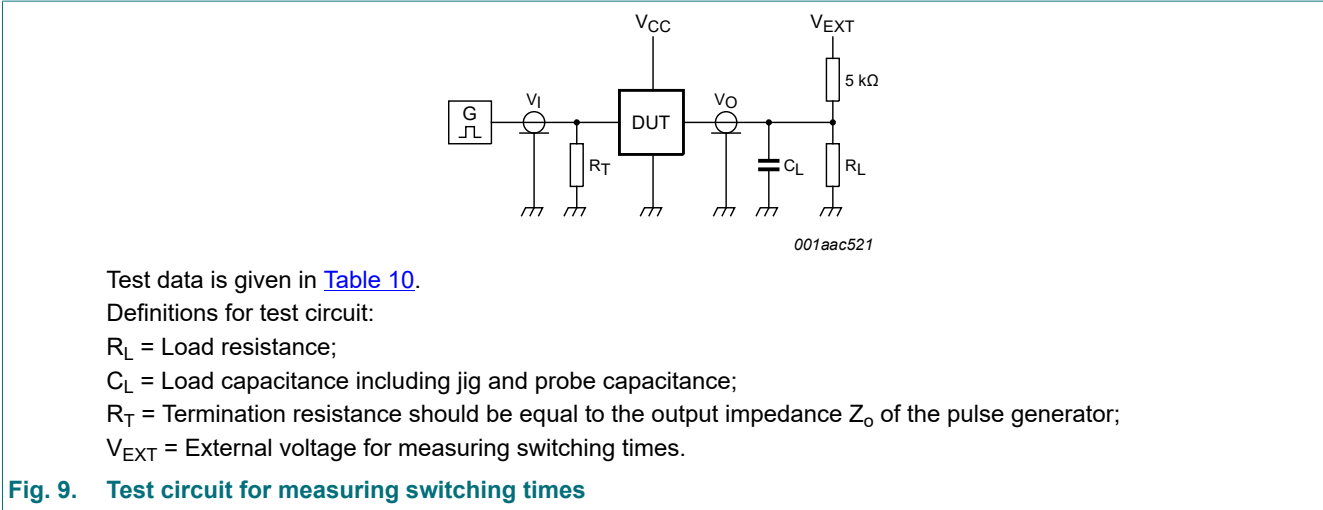 VCC
VEXT
5 kΩ
G
VI
DUT
VO
RT
CL
RL
001aac521
Test data is given in Table 10.
Definitions for test circuit:
RL = Load resistance;
CL = Load capacitance including jig and probe capacitance;
RT = Termination resistance should be equal to the output impedance Zo of the pulse generator;
VEXT = External voltage for measuring switching times.
Fig. 9. Test circuit for measuring switching times